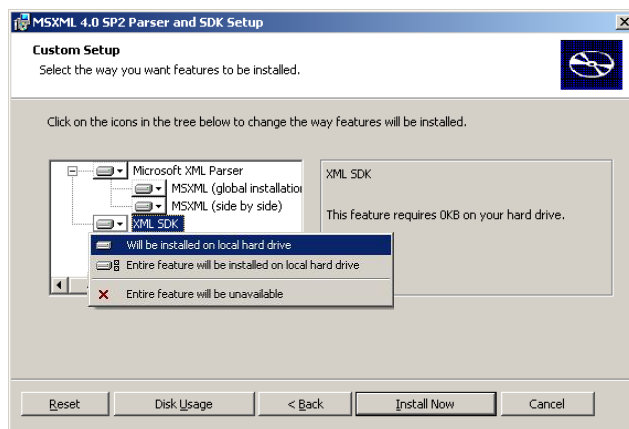 MSXML 4.0 SP2 Parser and SDK Setup
Custom Setup
Select the way you want features to be installed.
Click on the icons in the tree below to change the way features will be installed.
Microsoft XML Parser
MSXML (global installation
MSXML (side by side)
XML SDK
Will be installed on local hard drive
Entire feature will be installed on local hard drive
Entire feature will be unavailable
XML SDK
This feature requires 0KB on your hard drive.
Reset
Disk Usage
< Back
Install Now
Cancel